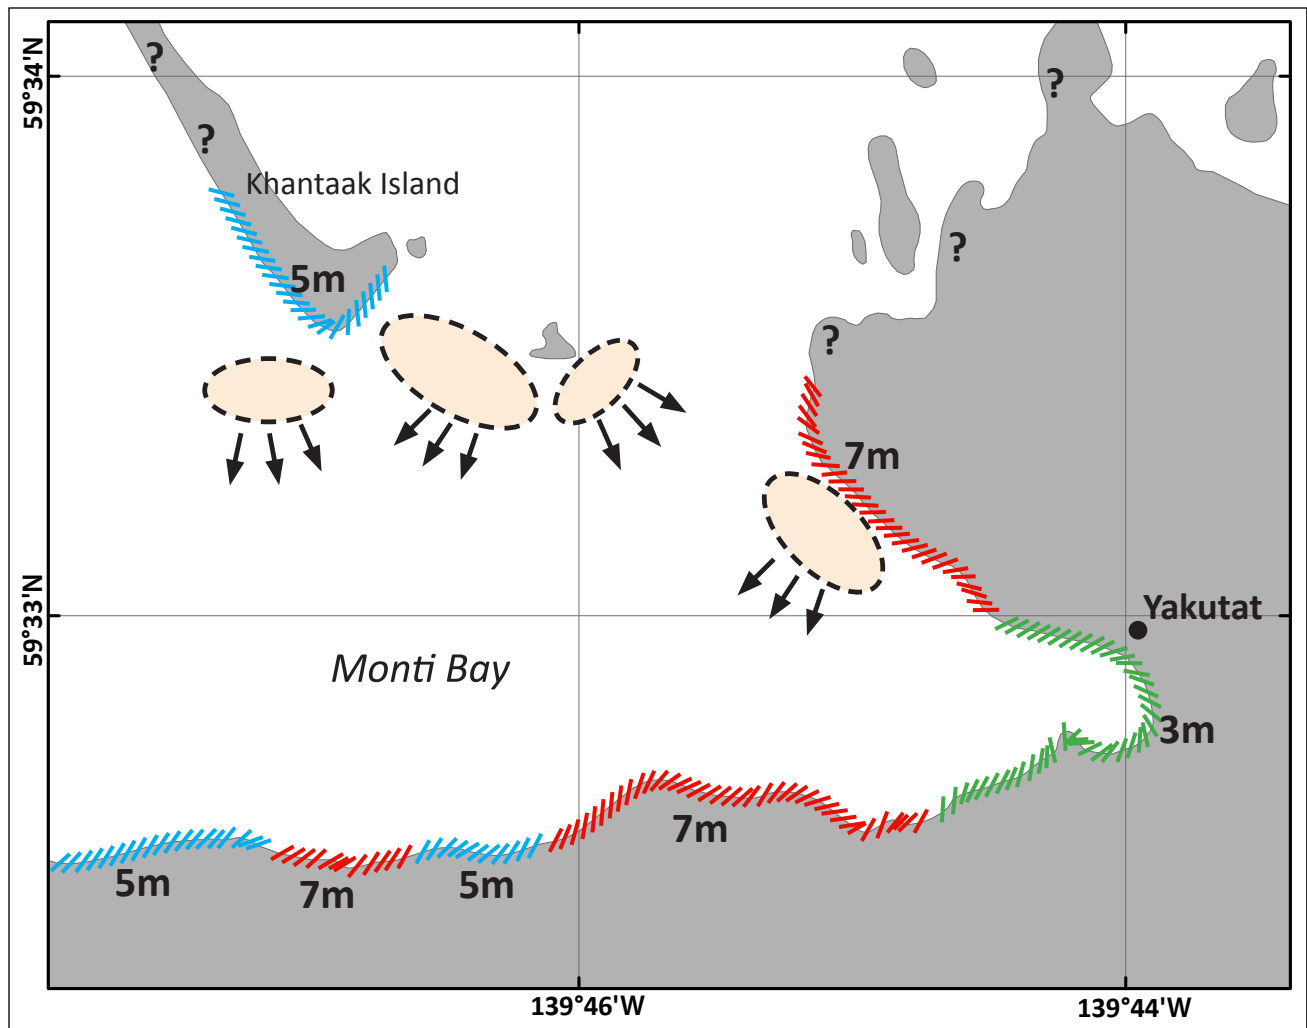 59°34'N
?
?
?
Khantaak Island
?
5m
?
7m
59°33'N
Yakutat
Monti Bay
3m
7m
5m
7m
5m
139°46'W
139°44'W